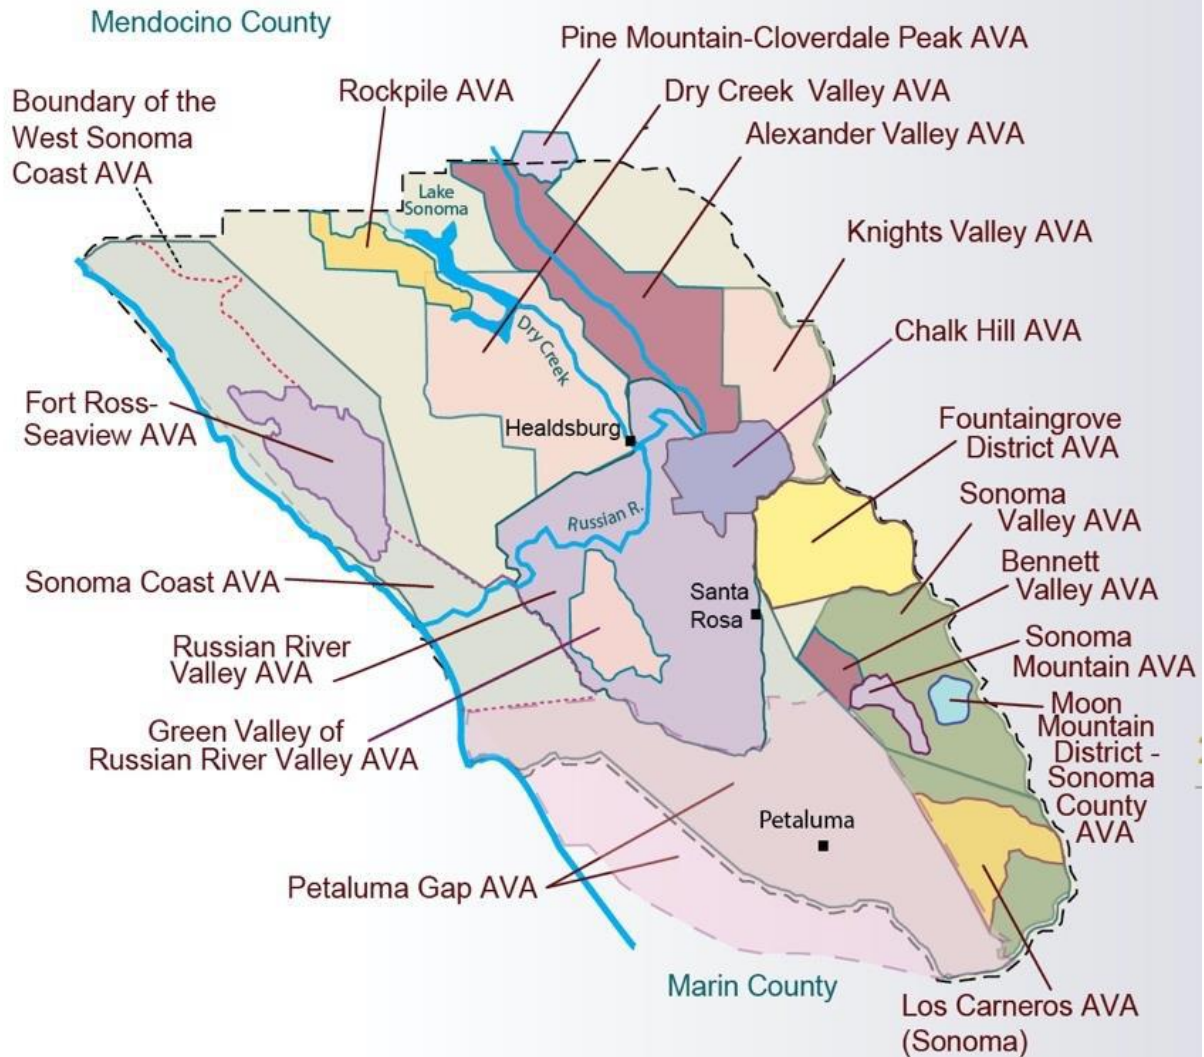 Mendocino County
Pine Mountain-Cloverdale Peak AVA
Rockpile AVA
Dry Creek Valley AVA
Boundary of the
West Sonoma
Coast AVA
Alexander Valley AVA
Lake
Sonoma
Knights Valley AVA
Chalk Hill AVA
Dry Creek
Fort Ross-
Seaview AVA
Healdsburg
Fountaingrove
District AVA
Sonoma
Valley AVA
Russian R.
Bennett
Valley AVA
Sonoma Coast AVA
Santa
Rosa
Sonoma
Mountain AVA
Russian River
Valley AVA
Moon
Mountain
District -
Sonoma
County
AVA
Green Valley of
Russian River Valley AVA
Petaluma
Petaluma Gap AVA
Marin County
Los Carneros AVA
(Sonoma)